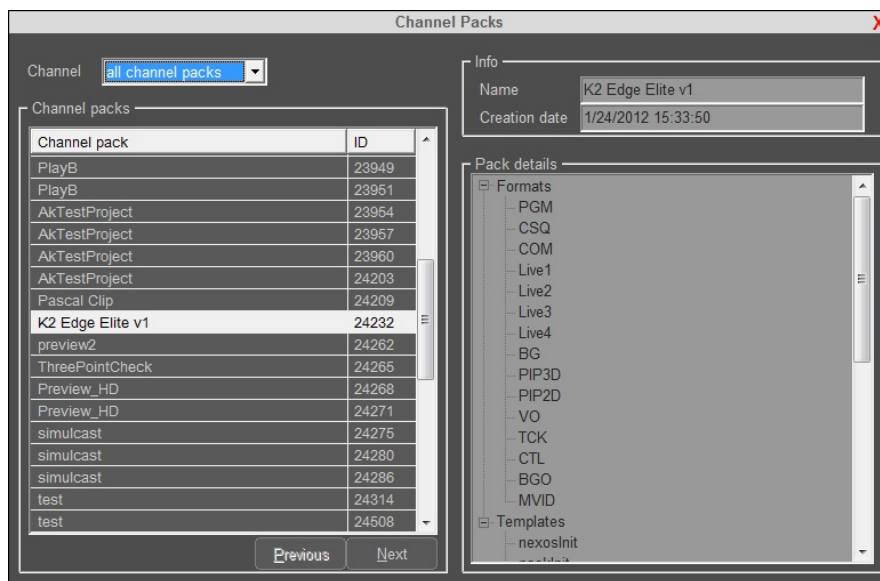 Channel Packs
X
Channel all channel packs
Channel packs
Channel pack ID
PlayB 23949
PlayB 23951
AkTestProject 23954
AkTestProject 23957
AkTestProject 23960
AkTestProject 24203
Pascal Clip 24209
K2 Edge Elite v1 24232
preview2 24262
ThreePointCheck 24265
Preview_HD 24268
Preview_HD 24271
simulcast 24275
simulcast 24280
simulcast 24286
test 24314
test 24508
Previous Next
Info
Name K2 Edge Elite v1
Creation date 1/24/2012 15:33:50
Pack details
Formats
PGM
CSQ
COM
Live1
Live2
Live3
Live4
BG
PIP3D
PIP2D
VO
TCK
CTL
BGO
MVID
Templates
nexosInit